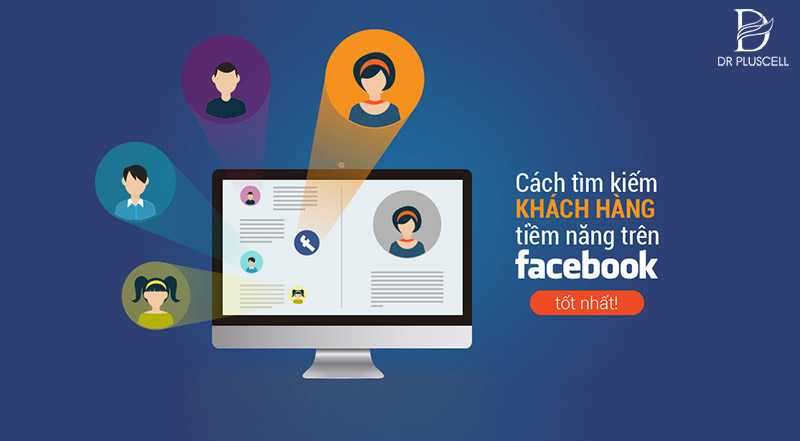 DR PLUSCELL
Cách tìm kiếm
KHÁCH HÀNG
tiềm năng trên
facebook
tốt nhất!